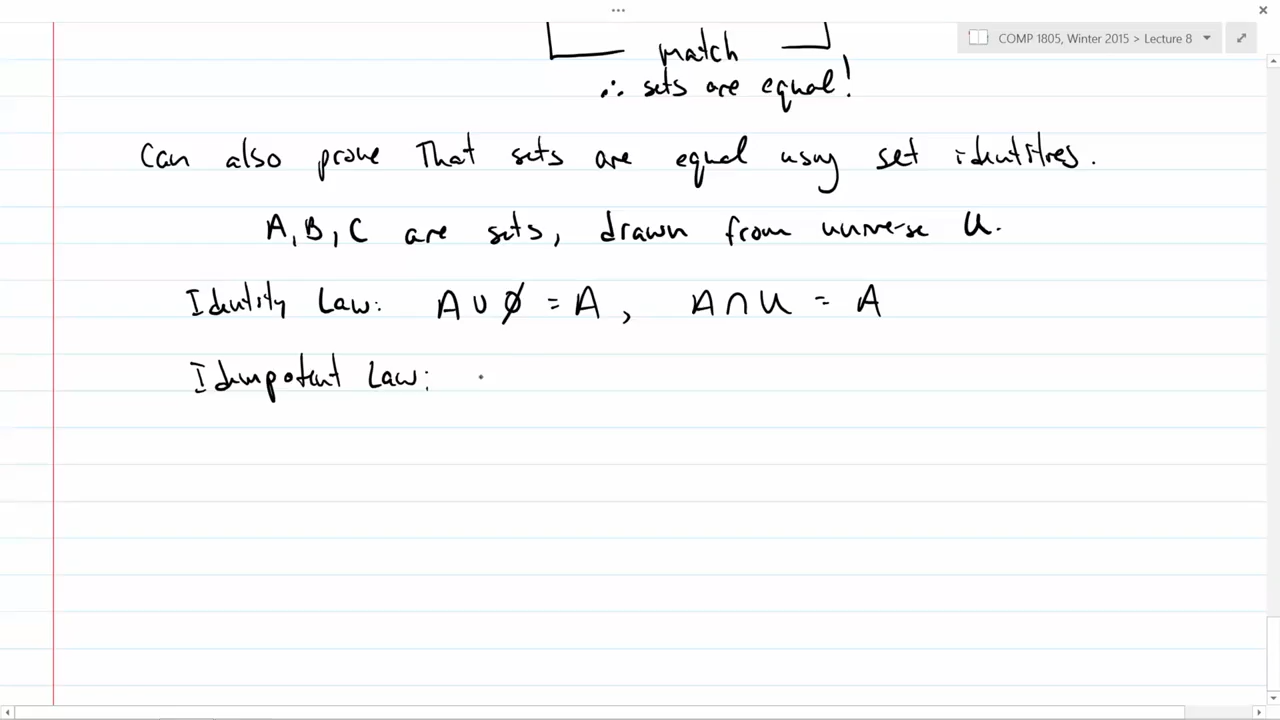 COMP 1805, Winter 2015 > Lecture 8
match
∴ sets are equal!
Can also prove that sets are equal using set identities.
A, B, C are sets, drawn from universe U.
Identity Law: A ∪ ∅ = A, A ∩ U = A
Idempotent Law: